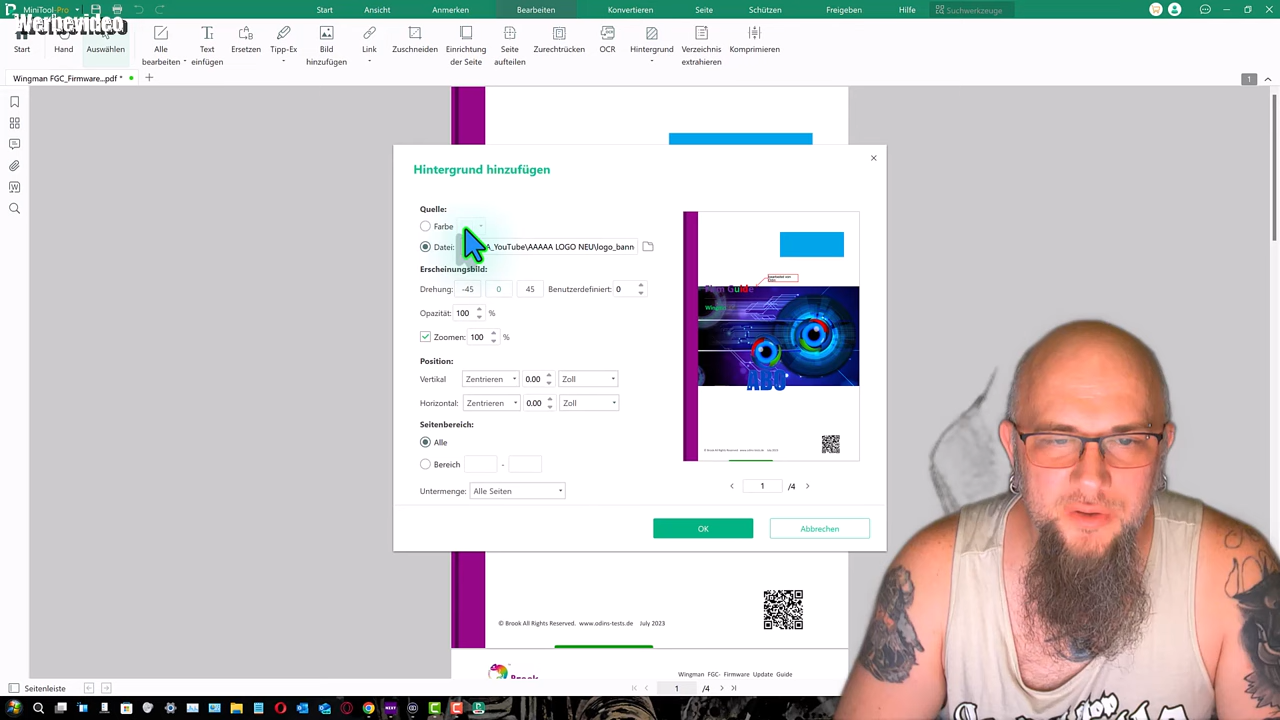 Werbevideo
MiniTool-P
Start
Ansicht
Anmerken
Bearbeiten
Konvertieren
Seite
Schützen
Freigeben
Suchwerkzeuge
Start
Hand
Auswählen
Alle bearbeiten
Text einfügen
Ersetzen
Tipp-Ex
Bild hinzufügen
Link
Zuschneiden
Einrichtung der Seite
Seite aufteilen
Zurechtrücken
OCR
Hintergrund
Verzeichnis extrahieren
Komprimieren
Wingman FGC_Firmware...pdf *
1
Hintergrund hinzufügen
Quelle:
Farbe
Datei:
A_YouTube\AAAAA LOGO NEU\logo_bann
Erscheinungsbild:
Drehung: -45 0 45 Benutzerdefiniert: 0
Opazität: 100 %
Zoomen: 100 %
Position:
Vertikal Zentrieren 0.00 Zoll
Horizontal: Zentrieren 0.00 Zoll
Seitenbereich:
Alle
Bereich -
Untermenge: Alle Seiten
Guide
ABO
1 /4
OK
Abbrechen
© Brook All Rights Reserved. www.odins-tests.de July 2023
Brook
Wingman FGC- Firmware Update Guide
Seitenleiste
1 /4